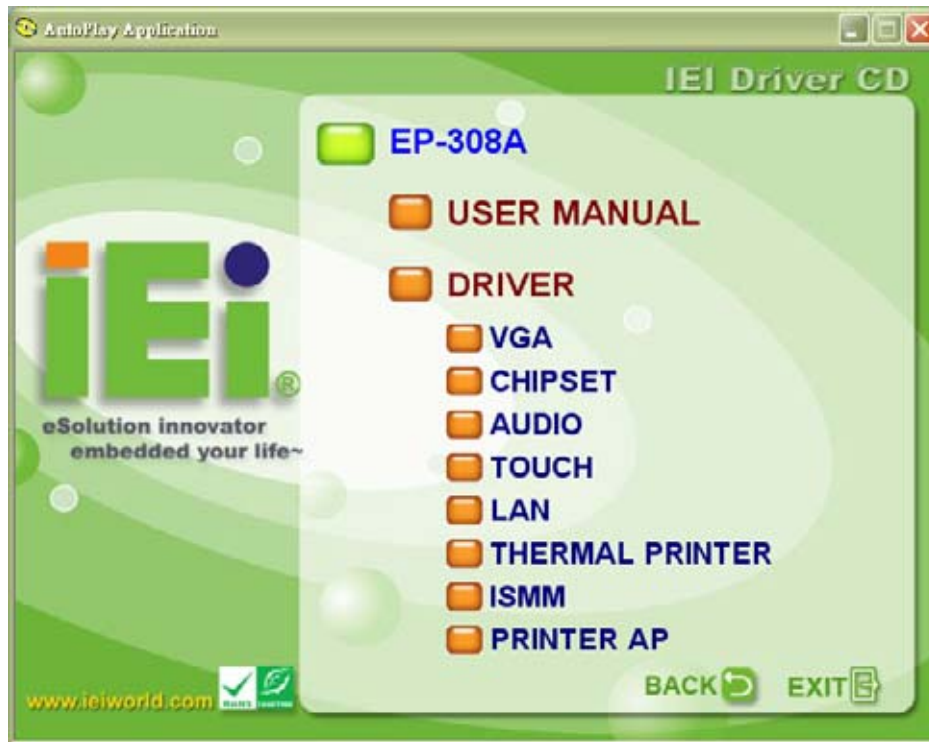 AutoPlay Application
IEI Driver CD
EP-308A
USER MANUAL
DRIVER
VGA
CHIPSET
AUDIO
TOUCH
LAN
THERMAL PRINTER
ISMM
PRINTER AP
iEi®
eSolution innovator
embedded your life~
www.ieiworld.com
BACK
EXIT